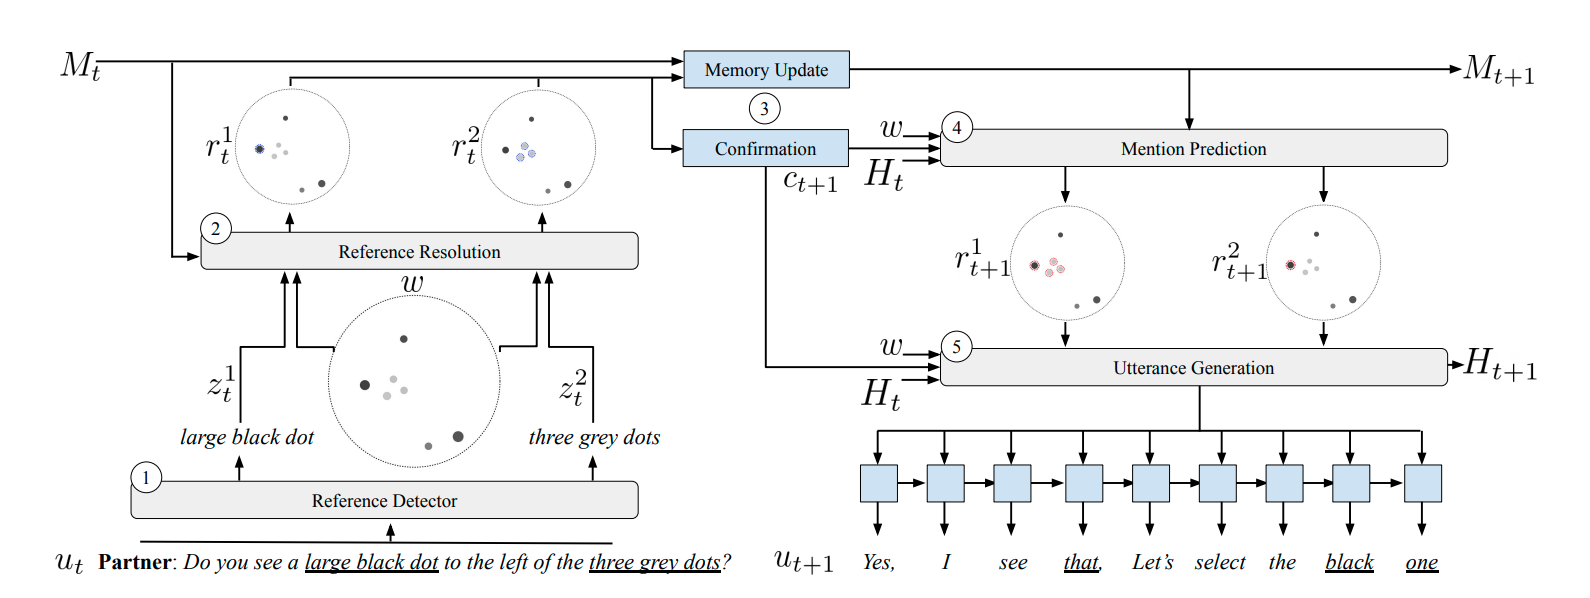 M_t
Memory Update
M_{t+1}
3
r_t^1
r_t^2
w
4
Mention Prediction
Confirmation
H_t
c_{t+1}
2
Reference Resolution
r_{t+1}^1
r_{t+1}^2
w
w
5
Utterance Generation
H_{t+1}
H_t
z_t^1
z_t^2
large black dot
three grey dots
1
Reference Detector
u_t Partner: Do you see a large black dot to the left of the three grey dots?
u_{t+1} Yes, I see that, Let's select the black one